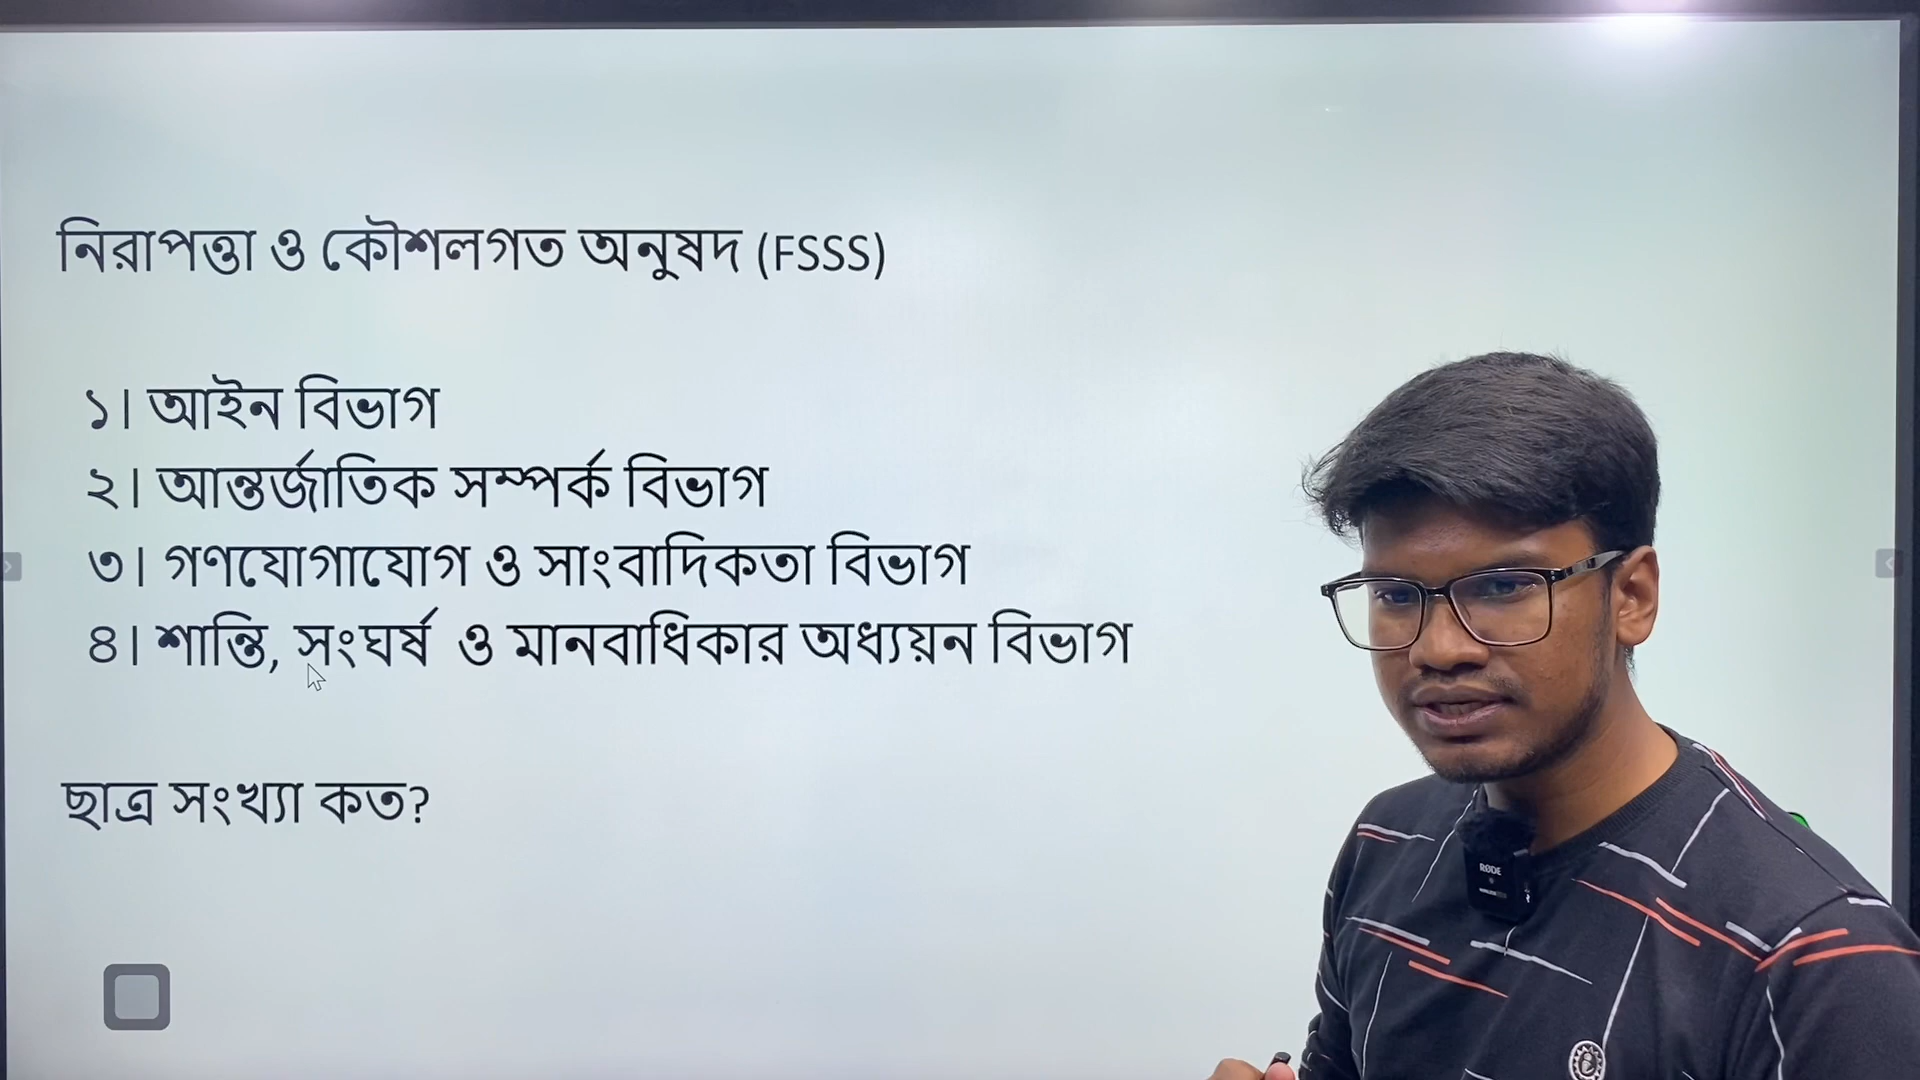 নিরাপত্তা ও কৌশলগত অনুষদ (FSSS)
১। আইন বিভাগ
২। আন্তর্জাতিক সম্পর্ক বিভাগ
৩। গণযোগাযোগ ও সাংবাদিকতা বিভাগ
৪। শান্তি, সংঘর্ষ ও মানবাধিকার অধ্যয়ন বিভাগ
ছাত্র সংখ্যা কত?
RØDE